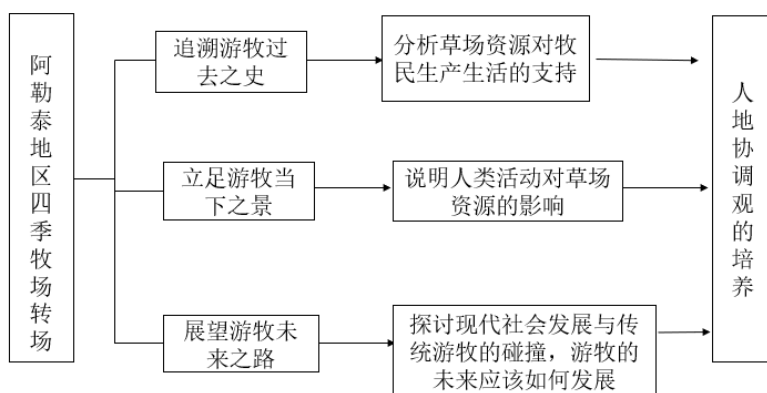 阿勒泰地区四季牧场转场
追溯游牧过
去之史
分析草场资源对牧
民生产生活的支持
立足游牧当
下之景
说明人类活动对草场
资源的影响
展望游牧未
来之路
探讨现代社会发展与传
统游牧的碰撞，游牧的
未来应该如何发展
人地协调观的培养